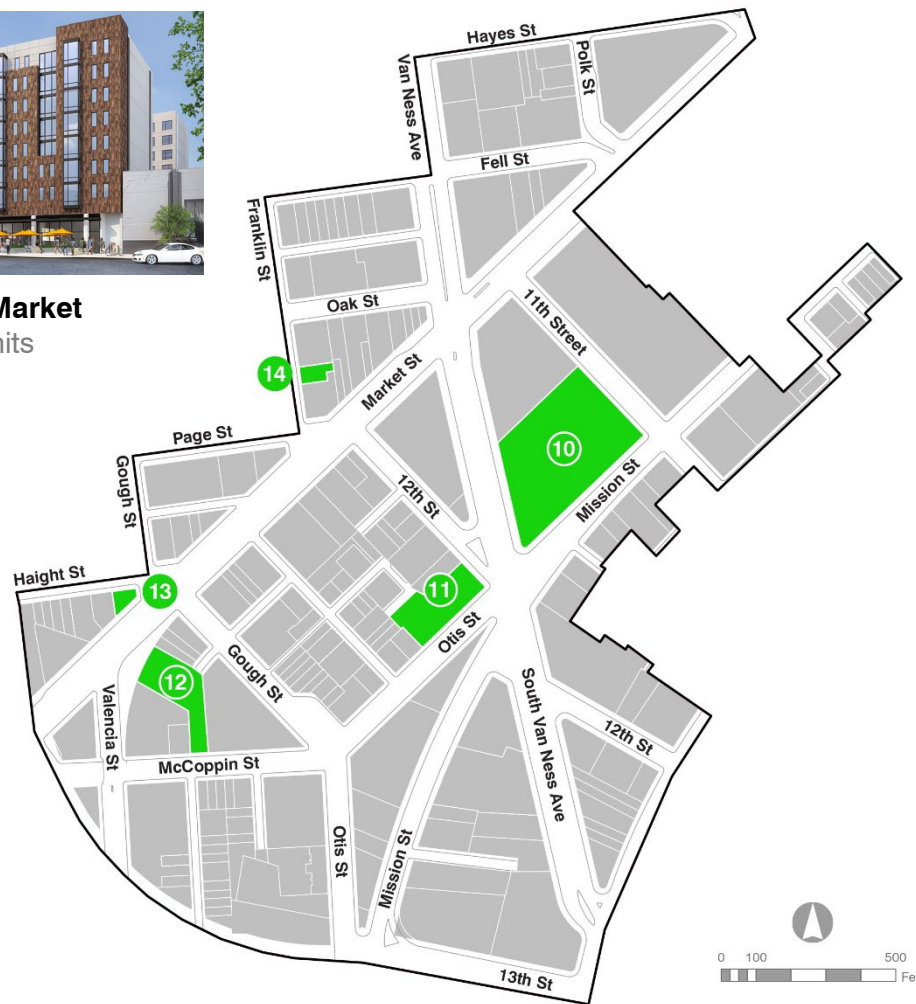 Hayes St
Polk St
Van Ness Ave
Fell St
Franklin St
Market
Oak St
11th Street
14
Market St
Page St
10
Gough St
12th St
Mission St
Haight St
13
11
Otis St
12
Gough St
Valencia St
South Van Ness Ave
12th St
McCoppin St
Otis St
Mission St
13th St
0 100 500